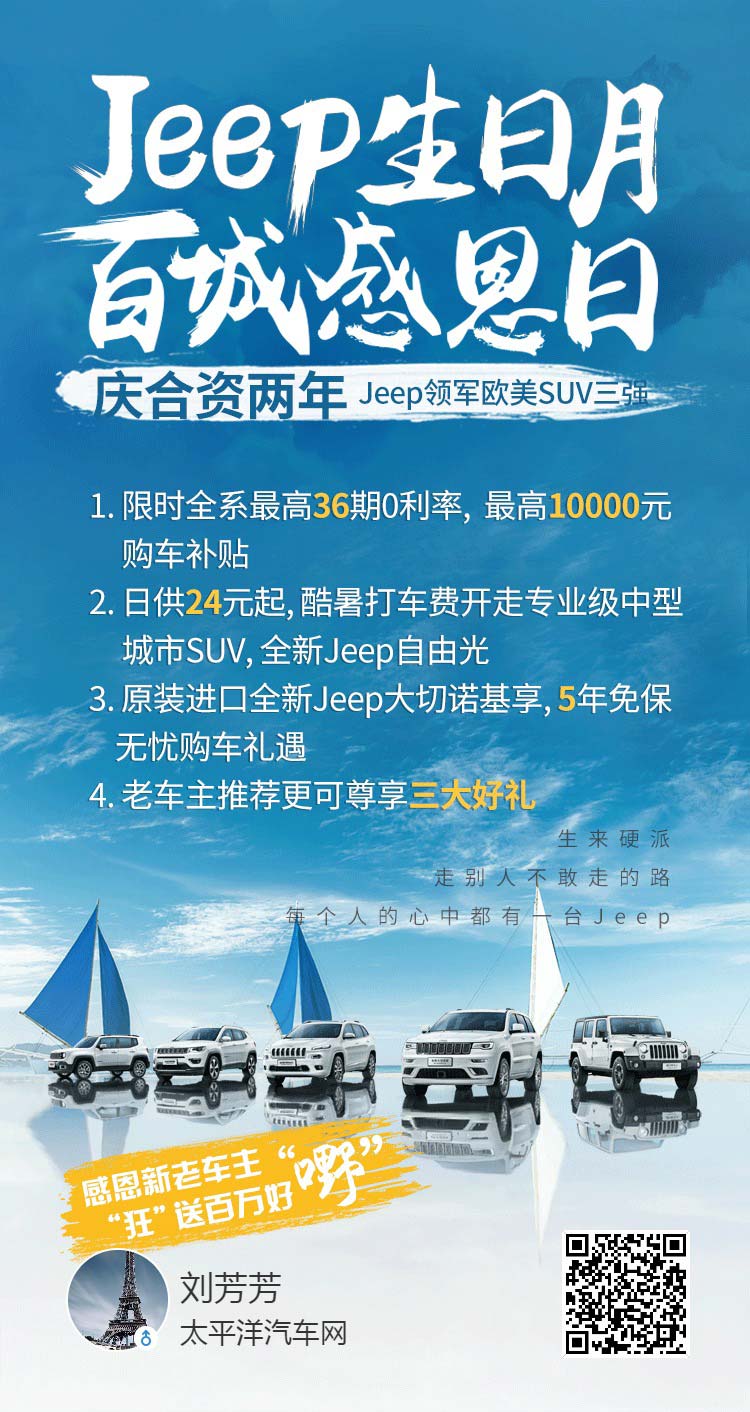 Jeep生日月
百城感恩日
庆合资两年 Jeep领军欧美SUV三强
1. 限时全系最高36期0利率, 最高10000元
购车补贴
2. 日供24元起, 酷暑打车费开走专业级中型
城市SUV, 全新Jeep自由光
3. 原装进口全新Jeep大切诺基享, 5年免保
无忧购车礼遇
4. 老车主推荐更可尊享三大好礼
生来硬派
走别人不敢走的路
每个人的心中都有一台Jeep
感恩新老车主“嘢”
“狂”送百万好
刘芳芳
太平洋汽车网